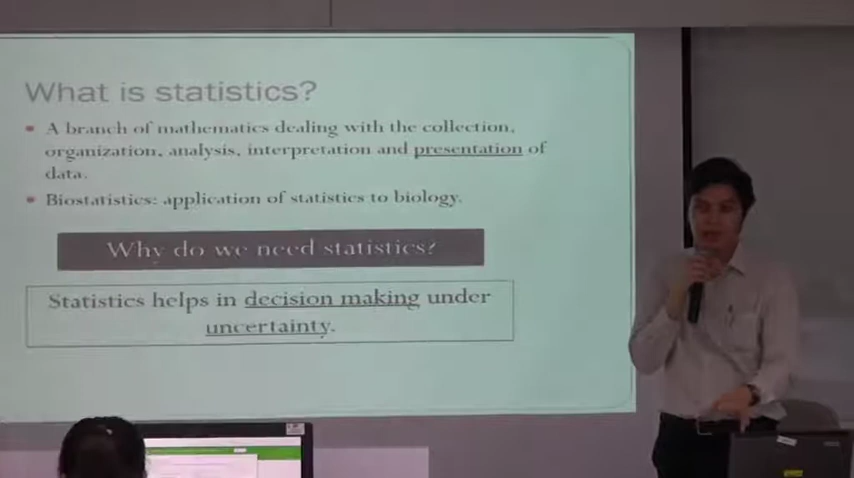 What is statistics?
A branch of mathematics dealing with the collection,
organization, analysis, interpretation and presentation of
data.
Biostatistics: application of statistics to biology.
Why do we need statistics?
Statistics helps in decision making under
uncertainty.